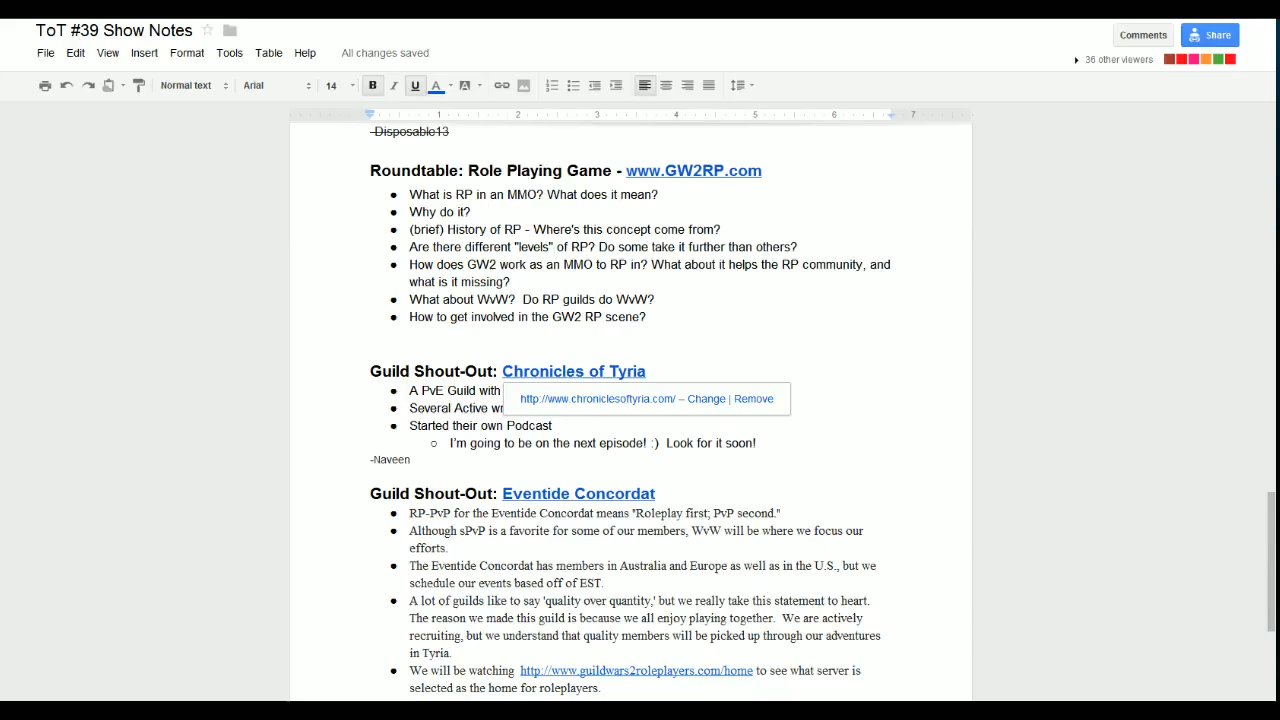 ToT #39 Show Notes
Comments
Share
File Edit View Insert Format Tools Table Help All changes saved
36 other viewers
Normal text Arial 14 B I U A A
1 2 3 4 5 6 7
-Disposable13
Roundtable: Role Playing Game - www.GW2RP.com
● What is RP in an MMO? What does it mean?
● Why do it?
● (brief) History of RP - Where's this concept come from?
● Are there different "levels" of RP? Do some take it further than others?
● How does GW2 work as an MMO to RP in? What about it helps the RP community, and
what is it missing?
● What about WvW?  Do RP guilds do WvW?
● How to get involved in the GW2 RP scene?
Guild Shout-Out: Chronicles of Tyria
● A PvE Guild with
http://www.chroniclesoftyria.com/ – Change | Remove
● Several Active wr
● Started their own Podcast
○ I'm going to be on the next episode! :)  Look for it soon!
-Naveen
Guild Shout-Out: Eventide Concordat
● RP-PvP for the Eventide Concordat means "Roleplay first; PvP second."
● Although sPvP is a favorite for some of our members, WvW will be where we focus our
efforts.
● The Eventide Concordat has members in Australia and Europe as well as in the U.S., but we
schedule our events based off of EST.
● A lot of guilds like to say 'quality over quantity,' but we really take this statement to heart.
The reason we made this guild is because we all enjoy playing together.  We are actively
recruiting, but we understand that quality members will be picked up through our adventures
in Tyria.
● We will be watching  http://www.guildwars2roleplayers.com/home to see what server is
selected as the home for roleplayers.